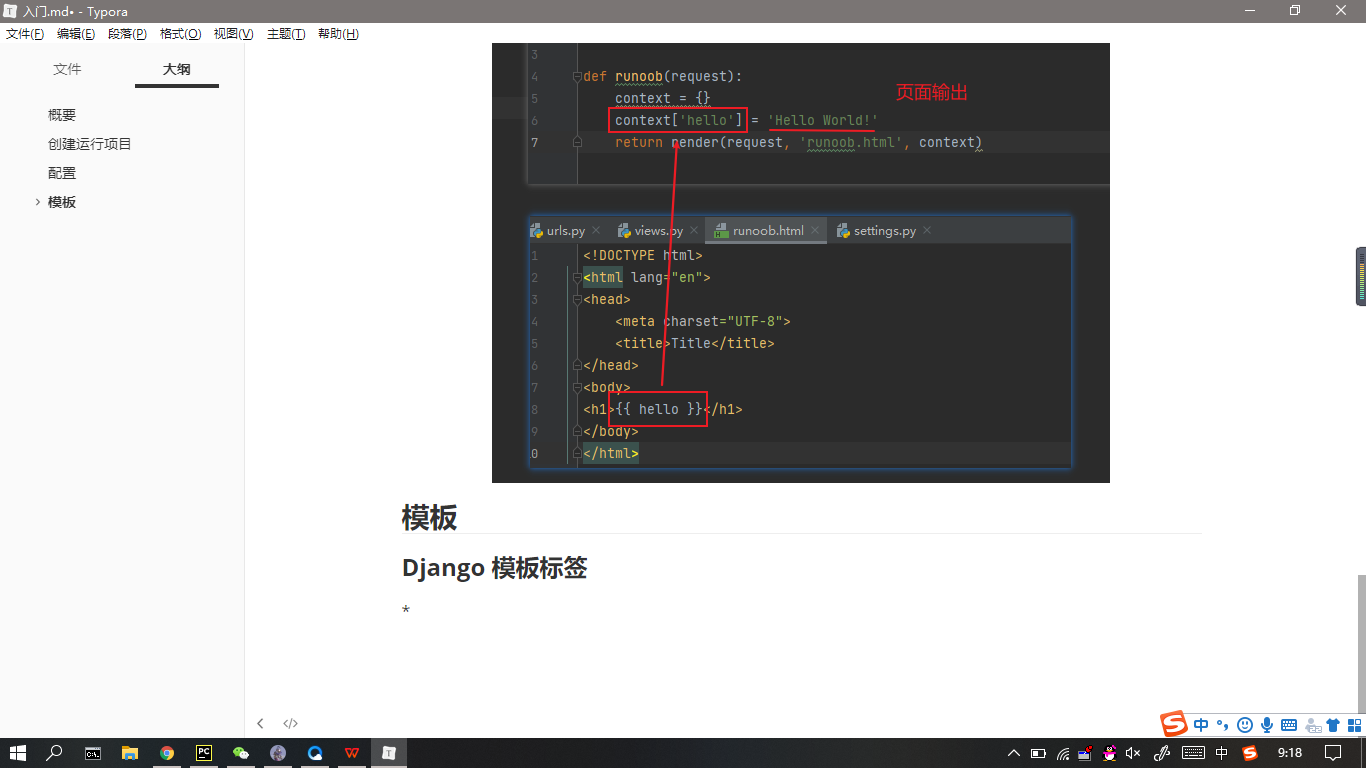 入门.md• - Typora
文件(F) 编辑(E) 段落(P) 格式(O) 视图(V) 主题(T) 帮助(H)
文件 大纲
概要
创建运行项目
配置
模板
3
4 def runoob(request):
5 context = {}
页面输出
6 context['hello'] = 'Hello World!'
7 return render(request, 'runoob.html', context)
urls.py views.py runoob.html settings.py
1 <!DOCTYPE html>
2 <html lang="en">
3 <head>
4 <meta charset="UTF-8">
5 <title>Title</title>
6 </head>
7 <body>
8 <h1>{{ hello }}</h1>
9 </body>
0 </html>
模板
Django 模板标签
*
中
中 9:18